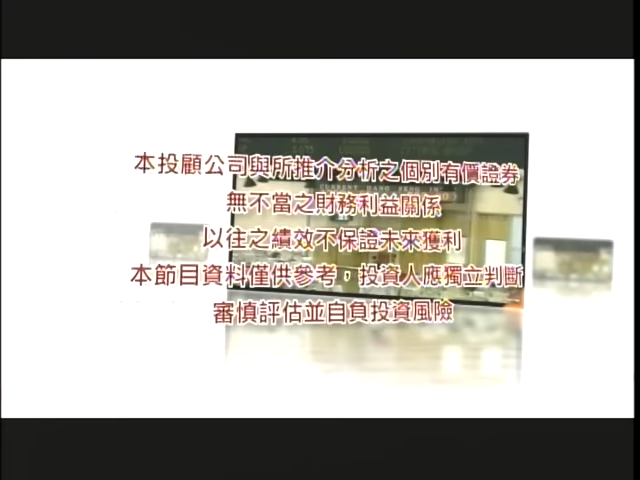 本投顧公司與所推介分析之個別有價證券
無不當之財務利益關係
以往之績效不保證未來獲利
本節目資料僅供參考，投資人應獨立判斷
審慎評估並自負投資風險